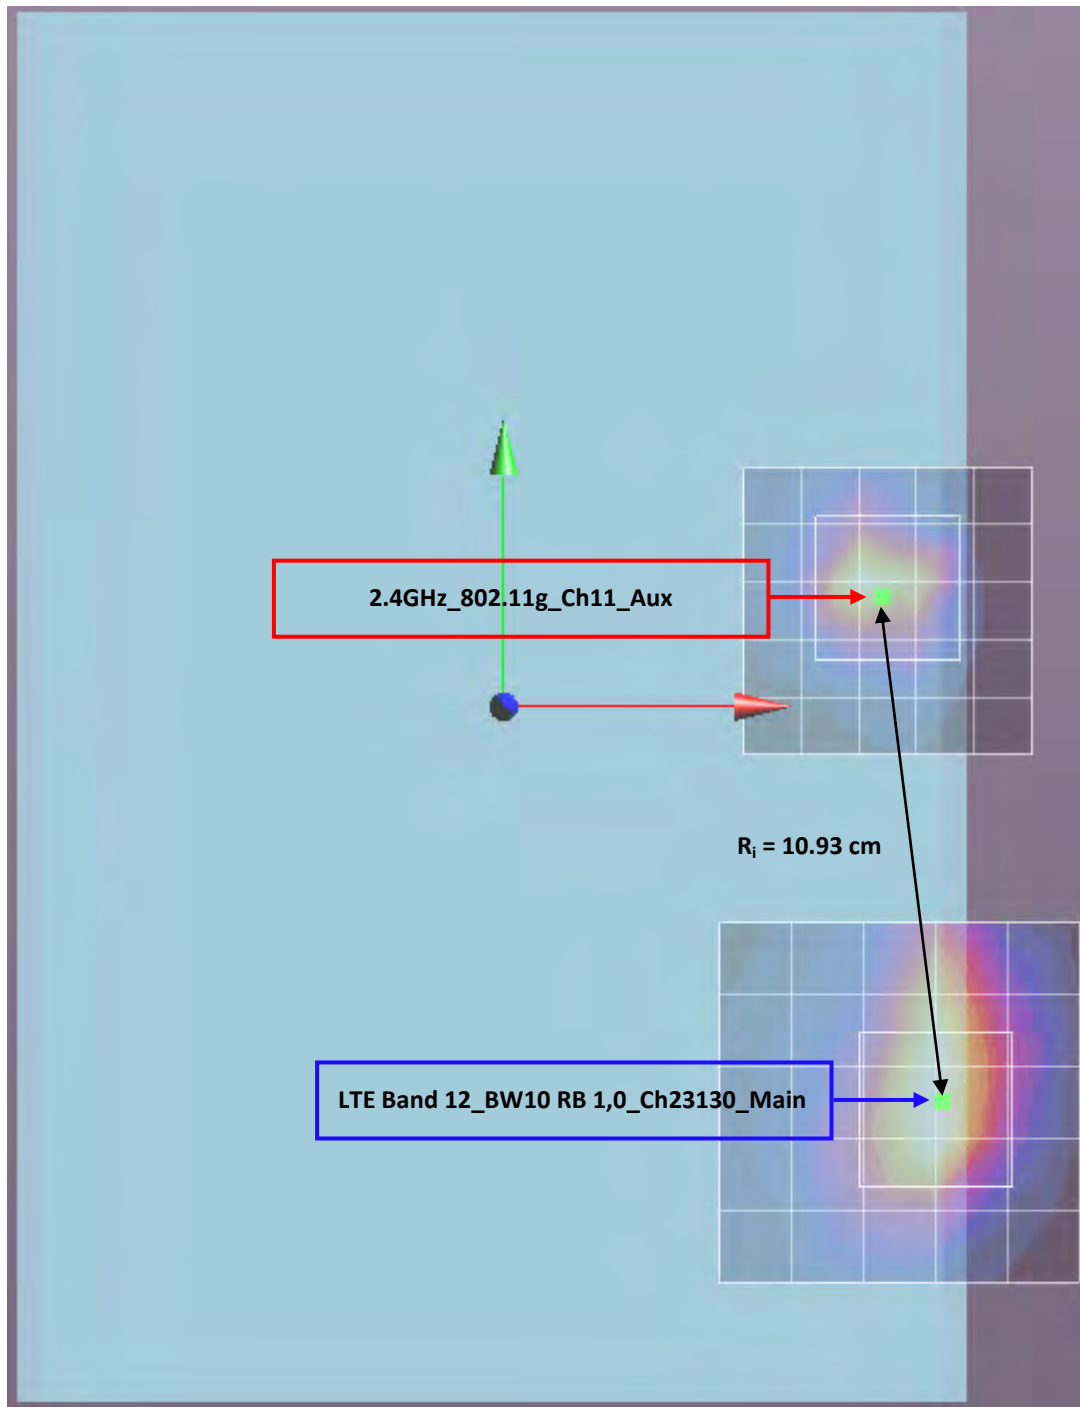 2.4GHz_802.11g_Ch11_Aux
Rᵢ = 10.93 cm
LTE Band 12_BW10 RB 1,0_Ch23130_Main